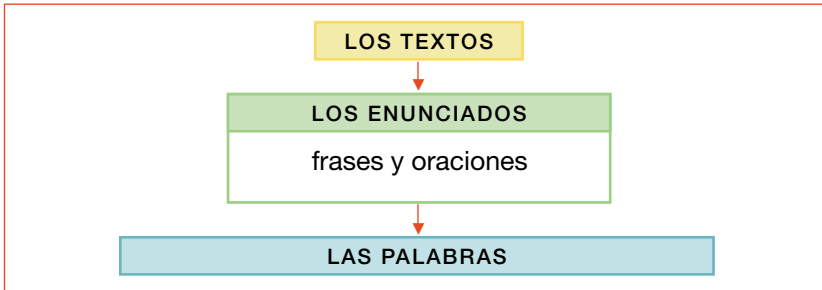 LOS TEXTOS
LOS ENUNCIADOS
frases y oraciones
LAS PALABRAS